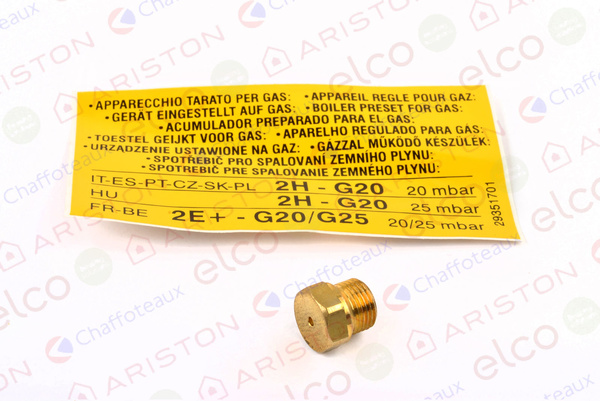 •APPARECCHIO TARATO PER GAS: •APPAREIL REGLE POUR GAZ:
•GERÄT EINGESTELLT AUF GAS: •BOILER PRESET FOR GAS:
•ACUMULADOR PREPARADO PARA EL GAS:
•TOESTEL GEIJKT VOOR GAS: •APARELHO REGULADO PARA GAS:
•URZĄDZENIE USTAWIONE NA GAZ: •GÁZZAL MŰKÖDŐ KÉSZÜLÉK:
•SPOTŘEBIČ PRO SPALOVANÍ ZEMNÍHO PLYNU:
•SPOTREBIČ PRE SPALOVANIE ZEMNÉHO PLYNU:
IT-ES-PT-CZ-SK-PL 2H - G20 20 mbar
HU 2H - G20 25 mbar
FR-BE 2E+ - G20/G25 20/25 mbar
29351701
ARISTON
elco
Chaffoteaux